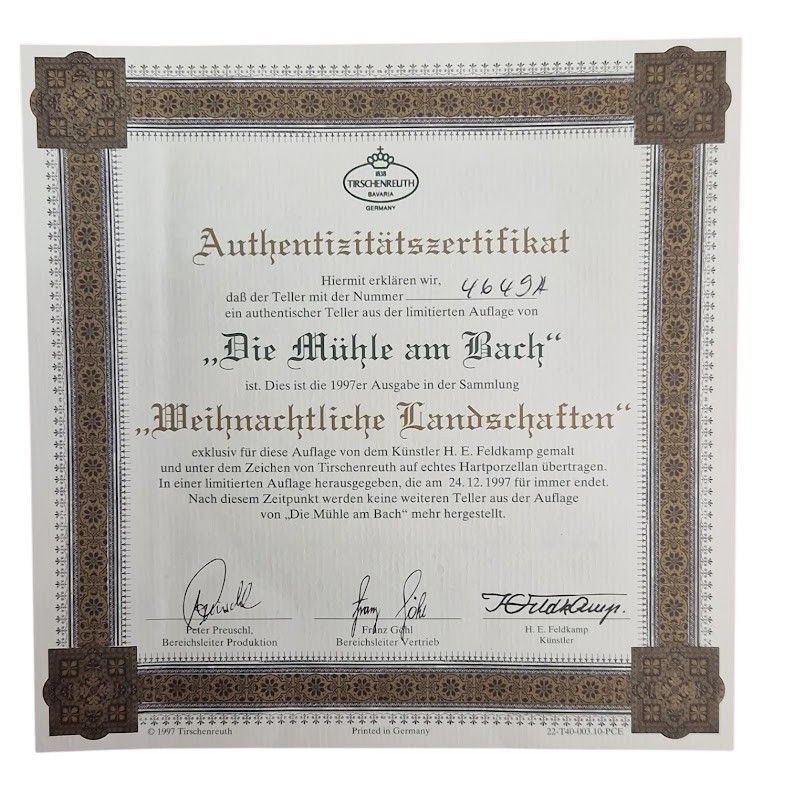 1838
TIRSCHENREUTH
BAVARIA
GERMANY
Authentizitätszertifikat
Hiermit erklären wir,
daß der Teller mit der Nummer 4649A
ein authentischer Teller aus der limitierten Auflage von
„Die Mühle am Bach“
ist. Dies ist die 1997er Ausgabe in der Sammlung
„Weihnachtliche Landschaften“
exklusiv für diese Auflage von dem Künstler H. E. Feldkamp gemalt
und unter dem Zeichen von Tirschenreuth auf echtes Hartporzellan übertragen.
In einer limitierten Auflage herausgegeben, die am 24.12.1997 für immer endet.
Nach diesem Zeitpunkt werden keine weiteren Teller aus der Auflage
von „Die Mühle am Bach“ mehr hergestellt.
Preuschl Franz Göhl H Feldkamp.
Peter Preuschl, Franz Göhl H. E. Feldkamp
Bereichsleiter Produktion Bereichsleiter Vertrieb Künstler
© 1997 Tirschenreuth Printed in Germany 22-T40-003.10-PCE